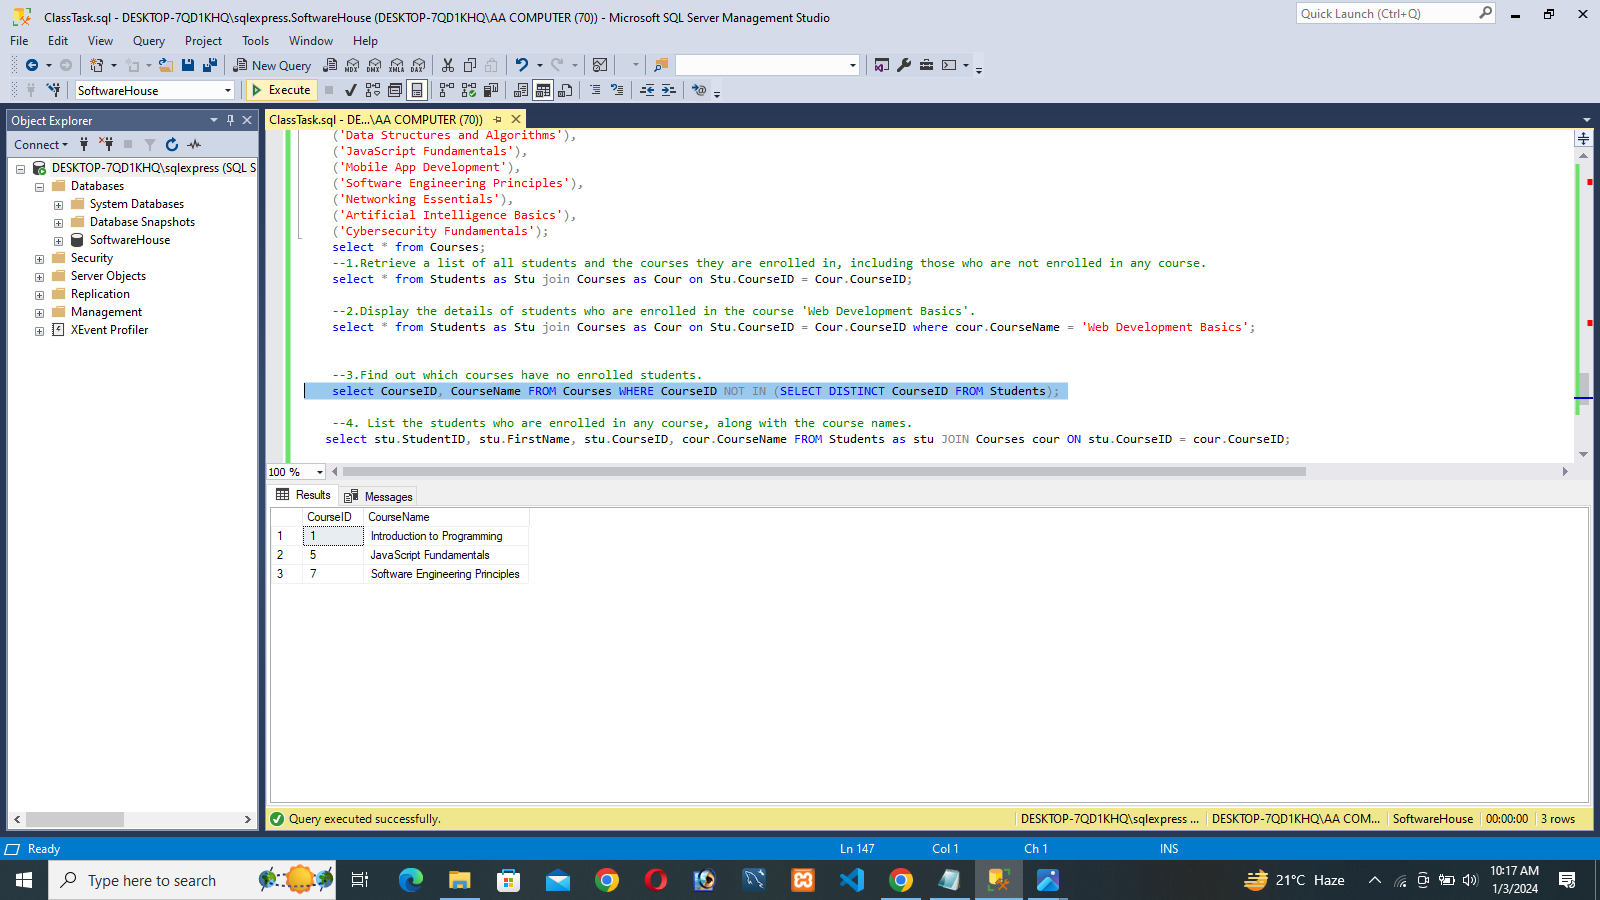 ClassTask.sql - DESKTOP-7QD1KHQ\sqlexpress.SoftwareHouse (DESKTOP-7QD1KHQ\AA COMPUTER (70)) - Microsoft SQL Server Management Studio
Quick Launch (Ctrl+Q)
File Edit View Query Project Tools Window Help
New Query
MDX DMX XMLA DAX
SoftwareHouse
Execute
Object Explorer
ClassTask.sql - DE...\AA COMPUTER (70))
Connect
DESKTOP-7QD1KHQ\sqlexpress (SQL S
Databases
System Databases
Database Snapshots
SoftwareHouse
Security
Server Objects
Replication
Management
XEvent Profiler
('Data Structures and Algorithms'),
('JavaScript Fundamentals'),
('Mobile App Development'),
('Software Engineering Principles'),
('Networking Essentials'),
('Artificial Intelligence Basics'),
('Cybersecurity Fundamentals');
select * from Courses;
--1.Retrieve a list of all students and the courses they are enrolled in, including those who are not enrolled in any course.
select * from Students as Stu join Courses as Cour on Stu.CourseID = Cour.CourseID;
--2.Display the details of students who are enrolled in the course 'Web Development Basics'.
select * from Students as Stu join Courses as Cour on Stu.CourseID = Cour.CourseID where cour.CourseName = 'Web Development Basics';
--3.Find out which courses have no enrolled students.
select CourseID, CourseName FROM Courses WHERE CourseID NOT IN (SELECT DISTINCT CourseID FROM Students);
--4. List the students who are enrolled in any course, along with the course names.
select stu.StudentID, stu.FirstName, stu.CourseID, cour.CourseName FROM Students as stu JOIN Courses cour ON stu.CourseID = cour.CourseID;
100 %
Results Messages
CourseID CourseName
1 1 Introduction to Programming
2 5 JavaScript Fundamentals
3 7 Software Engineering Principles
Query executed successfully.
DESKTOP-7QD1KHQ\sqlexpress ... DESKTOP-7QD1KHQ\AA COM... SoftwareHouse 00:00:00 3 rows
Ready Ln 147 Col 1 Ch 1 INS
Type here to search
21°C Haze
10:17 AM
1/3/2024